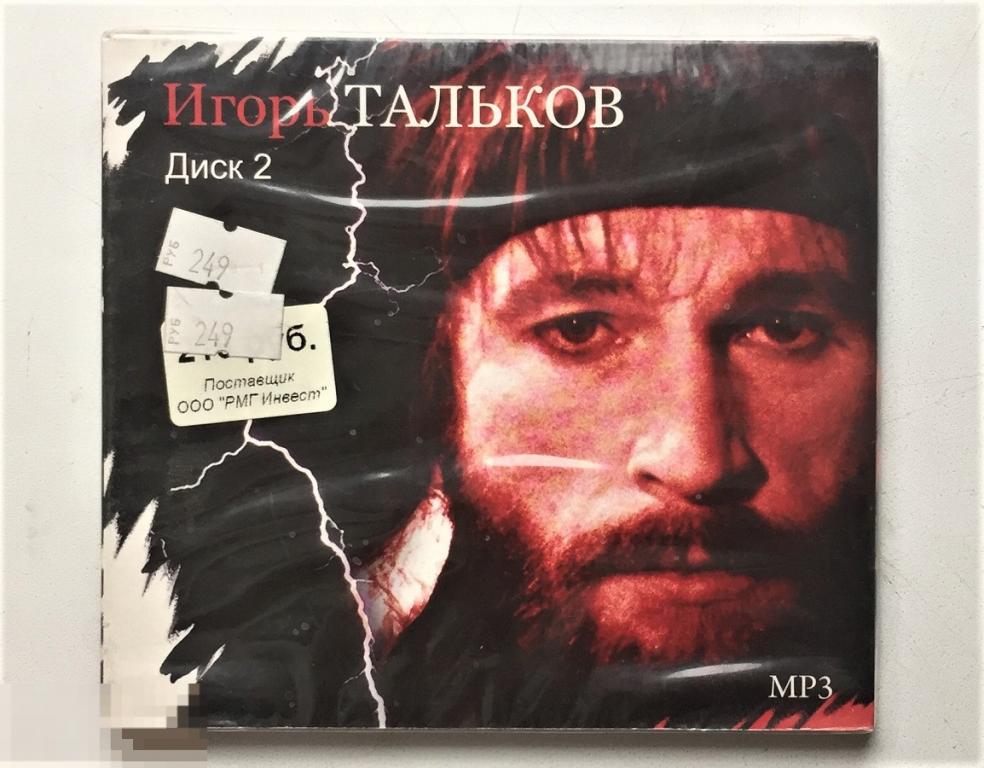 Игорь ТАЛЬКОВ
Диск 2
РУБ 249
РУБ 249
б.
Поставщик
ООО "РМГ Инвест"
MP3